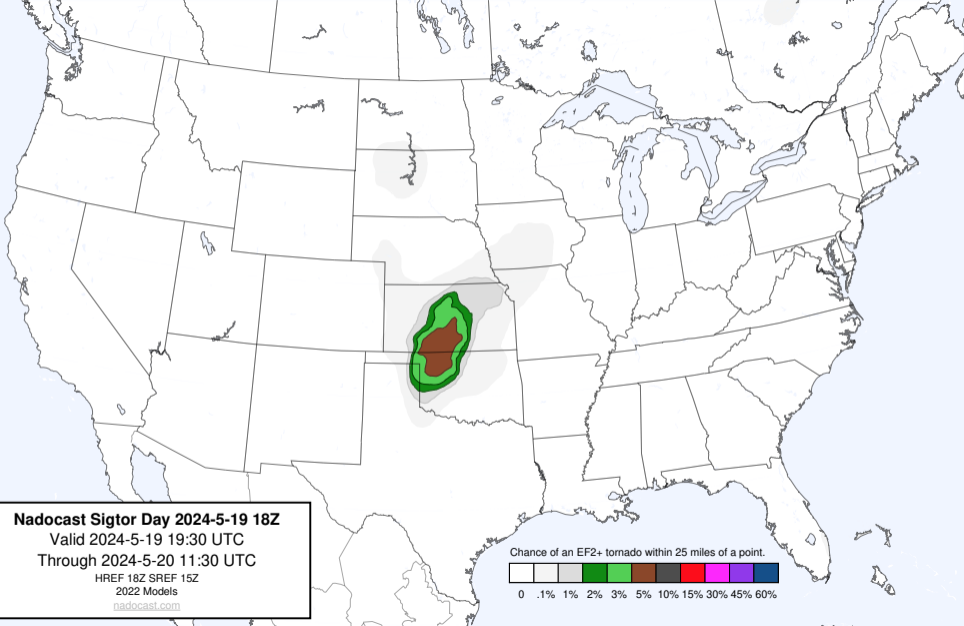 Nadocast Sigtor Day 2024-5-19 18Z
Valid 2024-5-19 19:30 UTC
Through 2024-5-20 11:30 UTC
HREF 18Z SREF 15Z
2022 Models
nadocast.com
Chance of an EF2+ tornado within 25 miles of a point.
0 .1% 1% 2% 3% 5% 10% 15% 30% 45% 60%